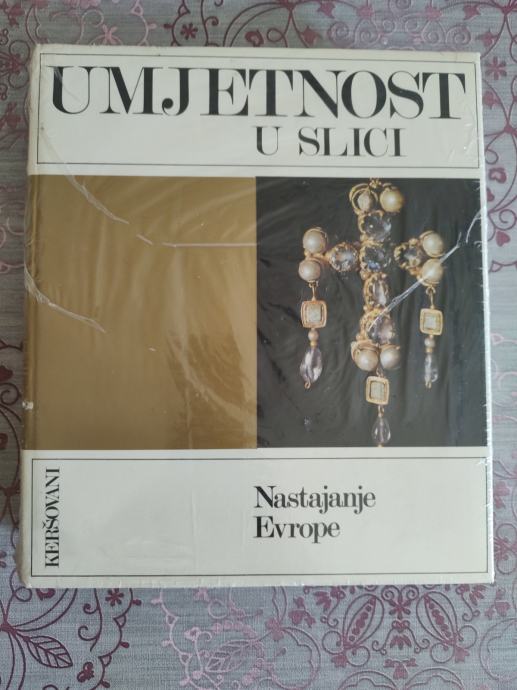 UMJETNOST
U SLICI
KERŠOVANI
Nastajanje
Evrope